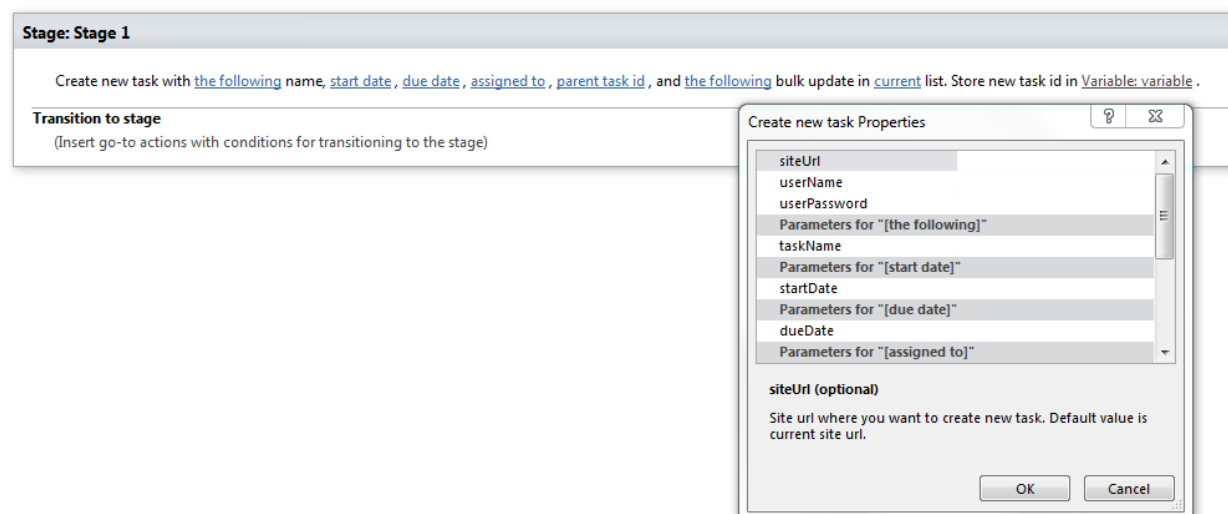 Stage: Stage 1
Create new task with the following name, start date , due date , assigned to , parent task id , and the following bulk update in current list. Store new task id in Variable: variable .
Transition to stage
(Insert go-to actions with conditions for transitioning to the stage)
Create new task Properties
siteUrl
userName
userPassword
Parameters for "[the following]"
taskName
Parameters for "[start date]"
startDate
Parameters for "[due date]"
dueDate
Parameters for "[assigned to]"
siteUrl (optional)
Site url where you want to create new task. Default value is
current site url.
OK Cancel